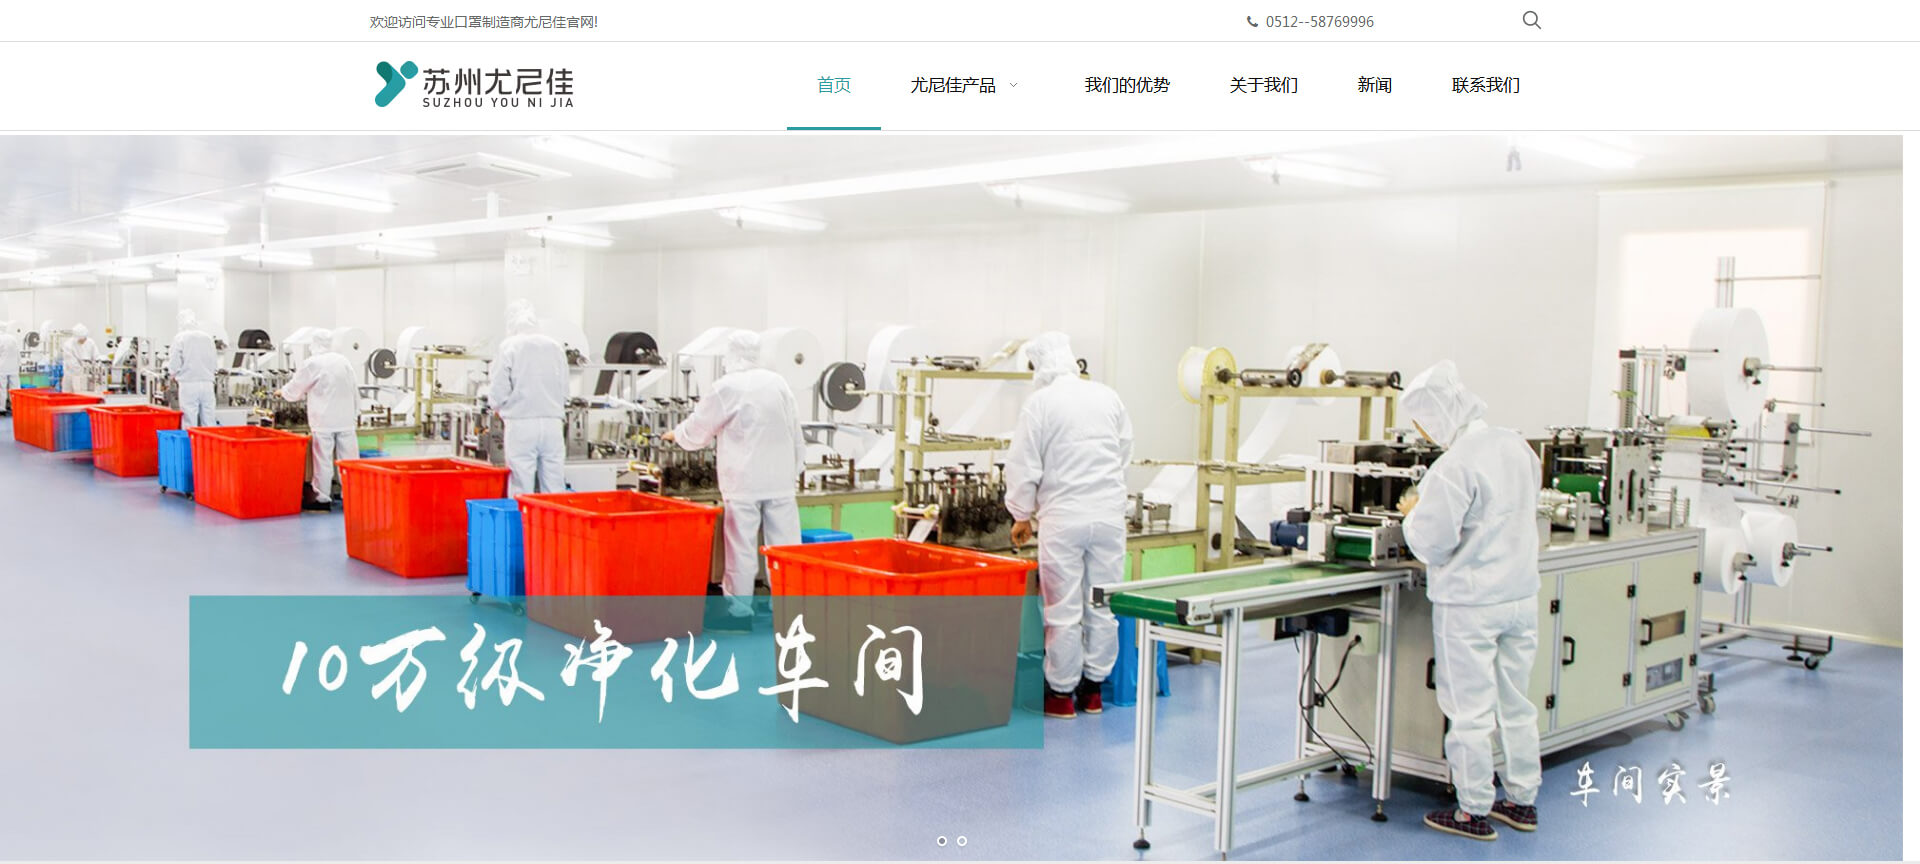 欢迎访问专业口罩制造商尤尼佳官网!
0512--58769996
苏州尤尼佳
SUZHOU YOU NI JIA
首页
尤尼佳产品
我们的优势
关于我们
新闻
联系我们
10万级净化车间
车间实景